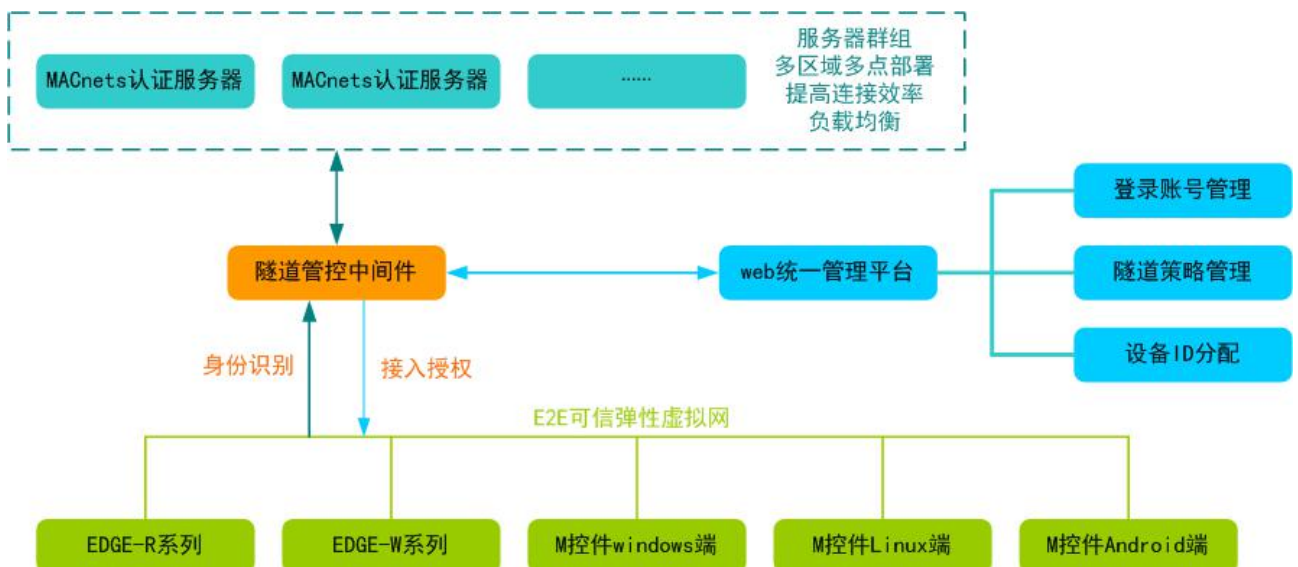 MACnets认证服务器
MACnets认证服务器
……
服务器群组
多区域多点部署
提高连接效率
负载均衡
登录账号管理
隧道管控中间件
web统一管理平台
隧道策略管理
设备ID分配
身份识别
接入授权
E2E可信弹性虚拟网
EDGE-R系列
EDGE-W系列
M控件windows端
M控件Linux端
M控件Android端